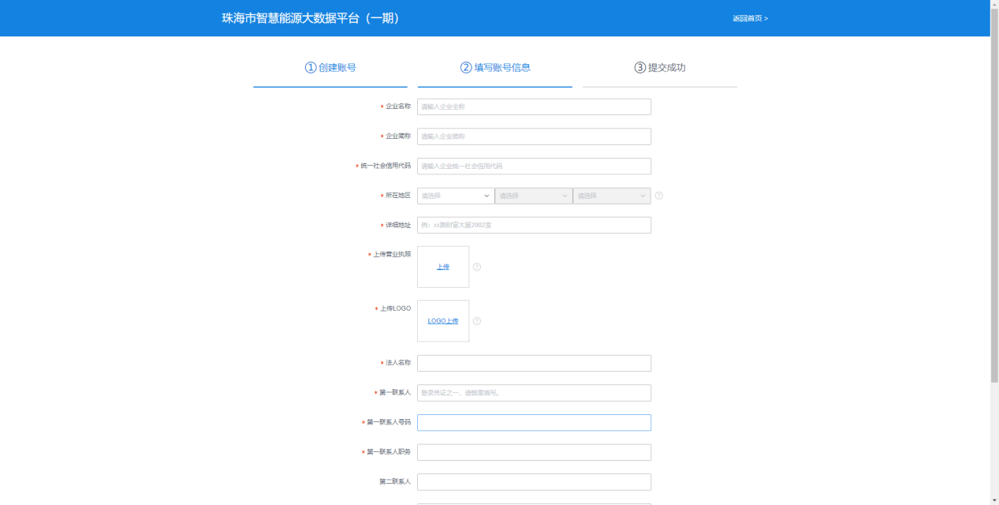 珠海市智慧能源大数据平台（一期）
返回首页 >
①创建账号 ②填写账号信息 ③提交成功
* 企业名称 请输入企业全称
* 企业简称 请输入企业简称
* 统一社会信用代码 请输入企业统一社会信用代码
* 所在地区 请选择 请选择 请选择 ?
* 详细地址 例：xx路财富大厦2002室
* 上传营业执照 上传 ?
* 上传LOGO LOGO上传 ?
* 法人名称
* 第一联系人 登录凭证之一，请慎重填写。
* 第一联系人号码
* 第一联系人职务
第二联系人